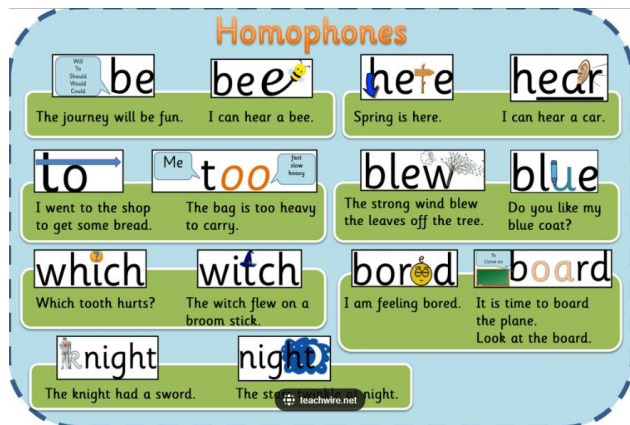 Homophones
Will
To
Should
Would
Could
be
bee
here
hear
The journey will be fun.
I can hear a bee.
Spring is here.
I can hear a car.
to
Me
too
fast
slow
heavy
blew
blue
I went to the shop
to get some bread.
The bag is too heavy
to carry.
The strong wind blew
the leaves off the tree.
Do you like my
blue coat?
which
witch
bored
To
Come on
board
Which tooth hurts?
The witch flew on a
broom stick.
I am feeling bored.
It is time to board
the plane.
Look at the board.
knight
night
The knight had a sword.
The stars twinkle at night.
teachwire.net